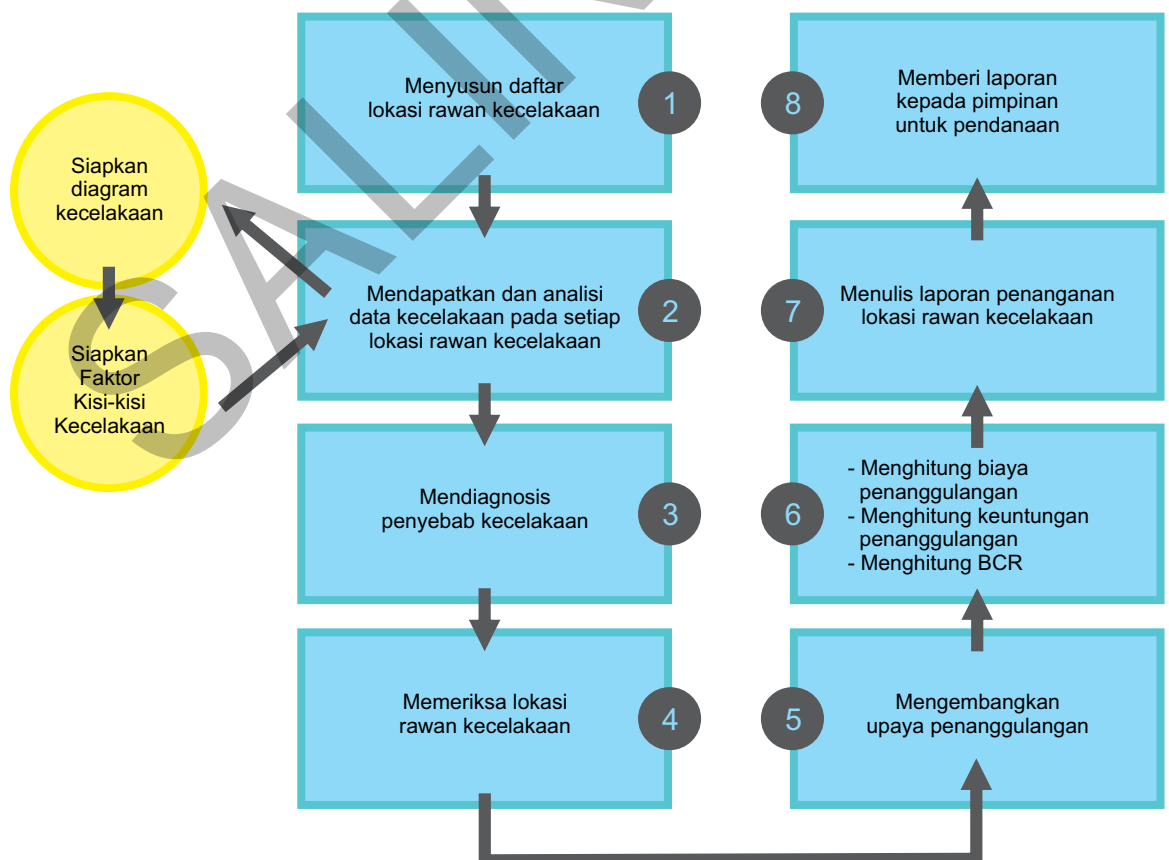 Menyusun daftar
lokasi rawan kecelakaan
1
Siapkan
diagram
kecelakaan
Mendapatkan dan analisi
data kecelakaan pada setiap
lokasi rawan kecelakaan
2
Siapkan
Faktor
Kisi-kisi
Kecelakaan
Mendiagnosis
penyebab kecelakaan
3
Memeriksa lokasi
rawan kecelakaan
4
5
Mengembangkan
upaya penanggulangan
6
- Menghitung biaya
penanggulangan
- Menghitung keuntungan
penanggulangan
- Menghitung BCR
7
Menulis laporan penanganan
lokasi rawan kecelakaan
8
Memberi laporan
kepada pimpinan
untuk pendanaan
SALIN